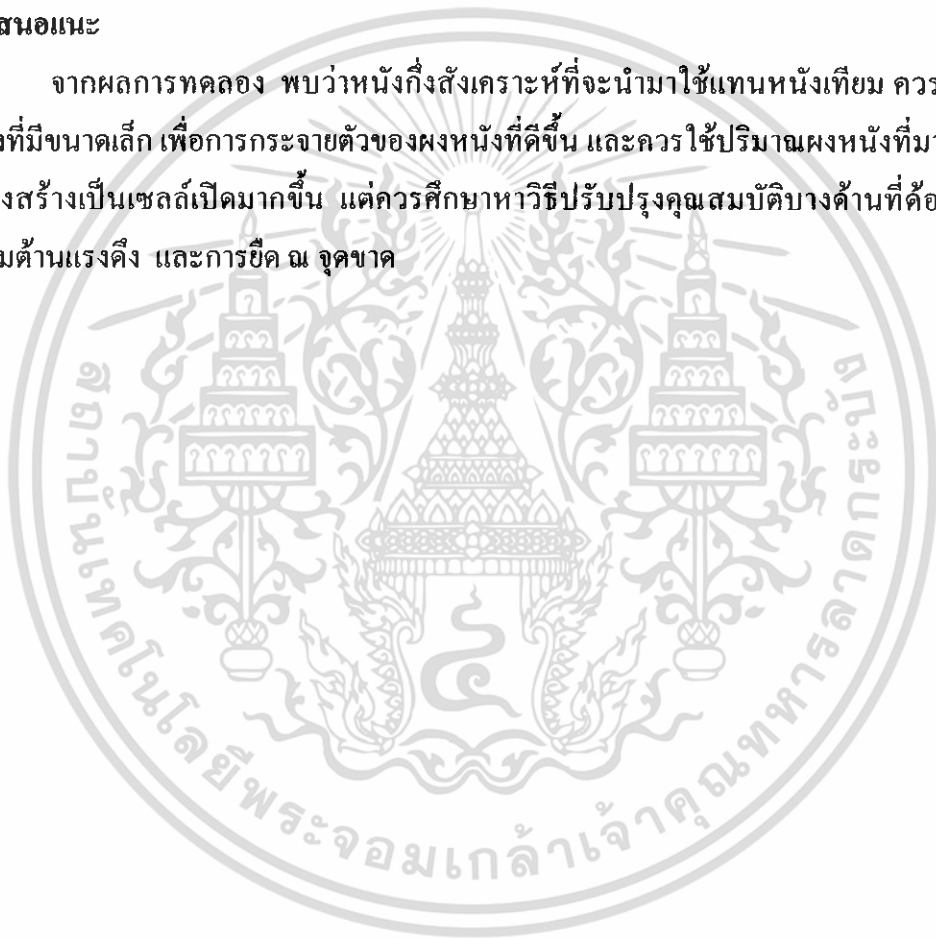 สนอแนะ
จากผลการทดลอง พบว่าหนังกึ่งสังเคราะห์ที่จะนำมาใช้แทนหนังเทียม ควร
ที่มีขนาดเล็ก เพื่อการกระจายตัวของผงหนังที่ดีขึ้น และควรใช้ปริมาณผงหนังที่มา
งสร้างเป็นเซลล์เปิดมากขึ้น แต่ควรศึกษาหาวิธีปรับปรุงคุณสมบัติบางด้านที่ด้อ
มต้านแรงดึง และการยืด ณ จุดขาด
สถาบันเทคโนโลยีพระจอมเกล้าเจ้าคุณทหารลาดกระบัง